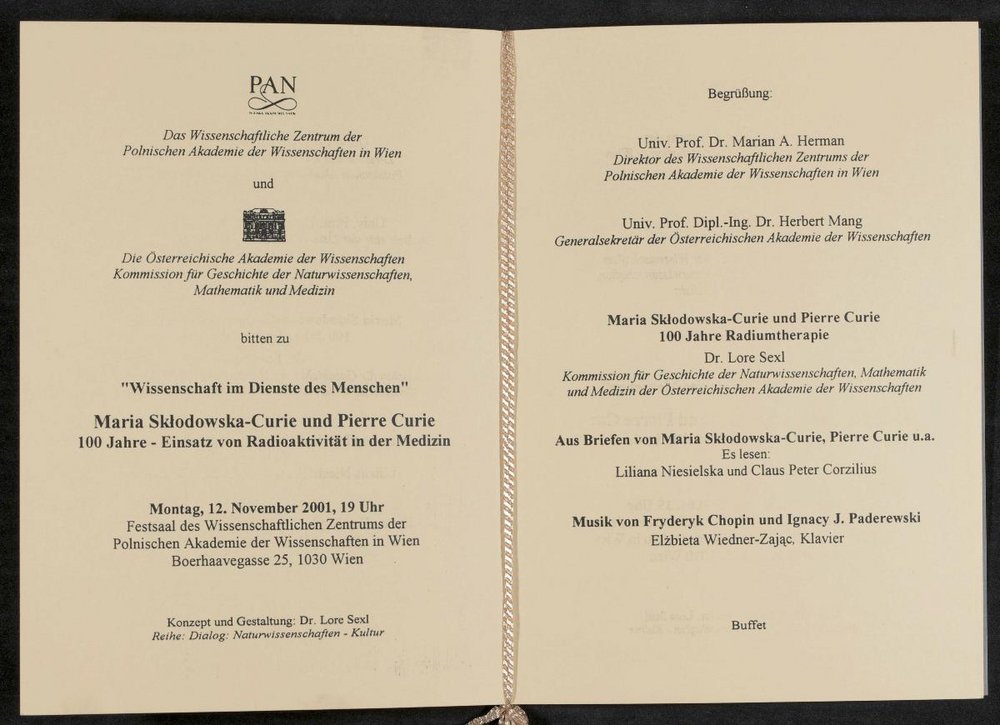 PAN
Das Wissenschaftliche Zentrum der
Polnischen Akademie der Wissenschaften in Wien
und
Die Österreichische Akademie der Wissenschaften
Kommission für Geschichte der Naturwissenschaften,
Mathematik und Medizin
bitten zu
"Wissenschaft im Dienste des Menschen"
Maria Skłodowska-Curie und Pierre Curie
100 Jahre - Einsatz von Radioaktivität in der Medizin
Montag, 12. November 2001, 19 Uhr
Festsaal des Wissenschaftlichen Zentrums der
Polnischen Akademie der Wissenschaften in Wien
Boerhaavegasse 25, 1030 Wien
Konzept und Gestaltung: Dr. Lore Sexl
Reihe: Dialog: Naturwissenschaften - Kultur
Begrüßung:
Univ. Prof. Dr. Marian A. Herman
Direktor des Wissenschaftlichen Zentrums der
Polnischen Akademie der Wissenschaften in Wien
Univ. Prof. Dipl.-Ing. Dr. Herbert Mang
Generalsekretär der Österreichischen Akademie der Wissenschaften
Maria Skłodowska-Curie und Pierre Curie
100 Jahre Radiumtherapie
Dr. Lore Sexl
Kommission für Geschichte der Naturwissenschaften, Mathematik
und Medizin der Österreichischen Akademie der Wissenschaften
Aus Briefen von Maria Skłodowska-Curie, Pierre Curie u.a.
Es lesen:
Liliana Niesielska und Claus Peter Corzilius
Musik von Fryderyk Chopin und Ignacy J. Paderewski
Elżbieta Wiedner-Zając, Klavier
Buffet